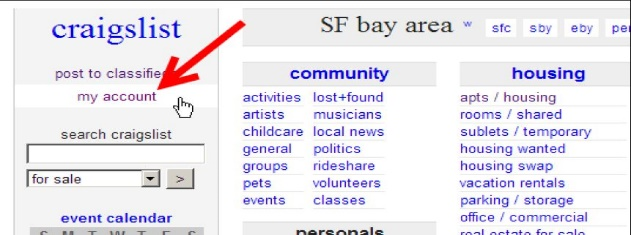 craigslist
post to classifie
my account
search craigslist
for sale
>
event calendar
S M T W T F S
SF bay area w sfc sby eby
community
activities lost+found
artists musicians
childcare local news
general politics
groups rideshare
pets volunteers
events classes
personals
housing
apts / housing
rooms / shared
sublets / temporary
housing wanted
housing swap
vacation rentals
parking / storage
office / commercial
real estate for sale